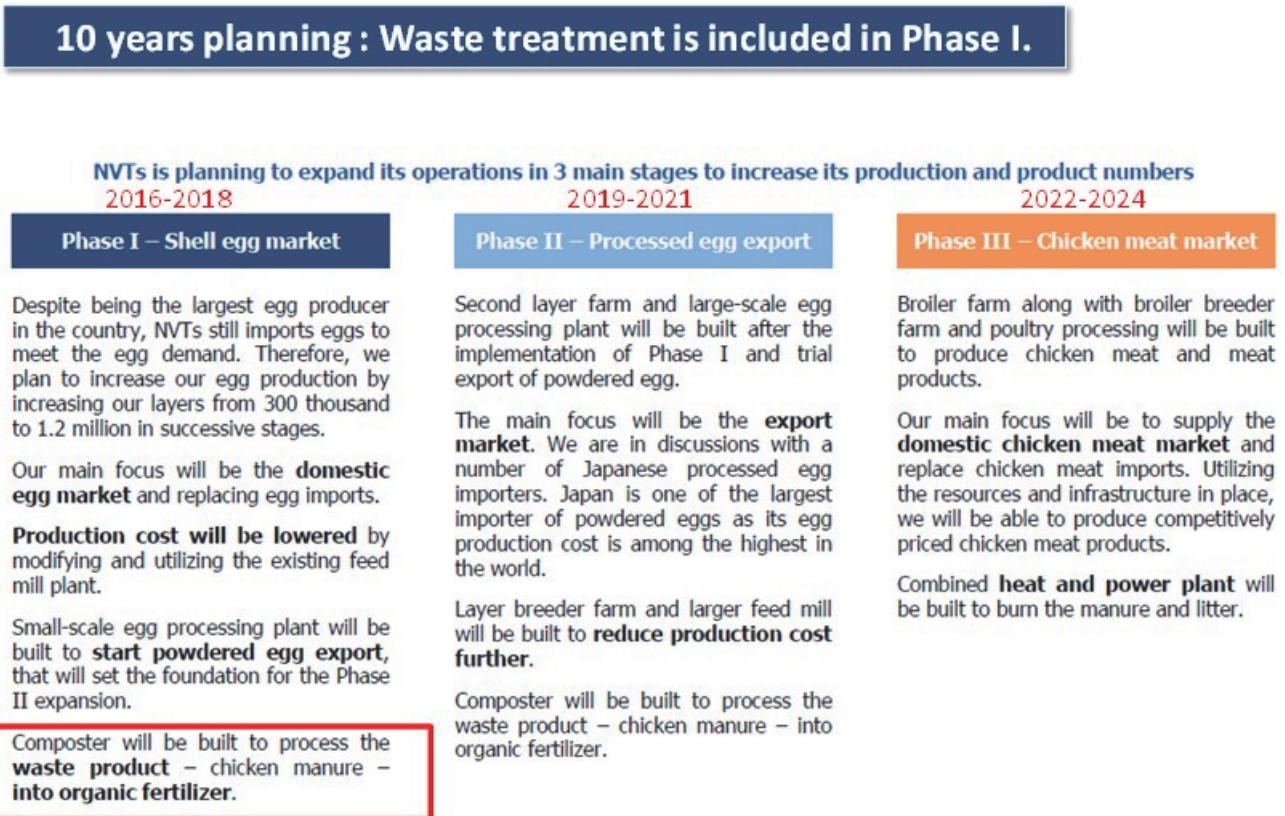 10 years planning : Waste treatment is included in Phase I.
NVTs is planning to expand its operations in 3 main stages to increase its production and product numbers
2016-2018
Phase I – Shell egg market
Despite being the largest egg producer
in the country, NVTs still imports eggs to
meet the egg demand. Therefore, we
plan to increase our egg production by
increasing our layers from 300 thousand
to 1.2 million in successive stages.
Our main focus will be the domestic
egg market and replacing egg imports.
Production cost will be lowered by
modifying and utilizing the existing feed
mill plant.
Small-scale egg processing plant will be
built to start powdered egg export,
that will set the foundation for the Phase
II expansion.
Composter will be built to process the
waste product – chicken manure –
into organic fertilizer.
2019-2021
Phase II – Processed egg export
Second layer farm and large-scale egg
processing plant will be built after the
implementation of Phase I and trial
export of powdered egg.
The main focus will be the export
market. We are in discussions with a
number of Japanese processed egg
importers. Japan is one of the largest
importer of powdered eggs as its egg
production cost is among the highest in
the world.
Layer breeder farm and larger feed mill
will be built to reduce production cost
further.
Composter will be built to process the
waste product – chicken manure – into
organic fertilizer.
2022-2024
Phase III – Chicken meat market
Broiler farm along with broiler breeder
farm and poultry processing will be built
to produce chicken meat and meat
products.
Our main focus will be to supply the
domestic chicken meat market and
replace chicken meat imports. Utilizing
the resources and infrastructure in place,
we will be able to produce competitively
priced chicken meat products.
Combined heat and power plant will
be built to burn the manure and litter.